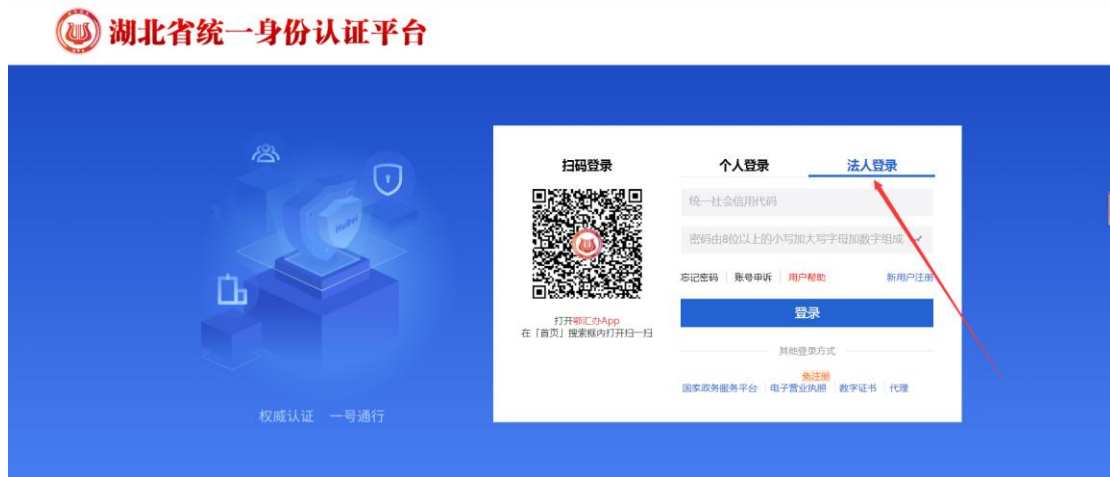 湖北省统一身份认证平台
HuBei
权威认证 一号通行
扫码登录
打开鄂汇办App
在「首页」搜索框内打开扫一扫
个人登录 法人登录
统一社会信用代码
密码由8位以上的小写加大写字母加数字组成
忘记密码 账号申诉 用户帮助 新用户注册
登录
其他登录方式
免注册
国家政务服务平台 电子营业执照 数字证书 代理